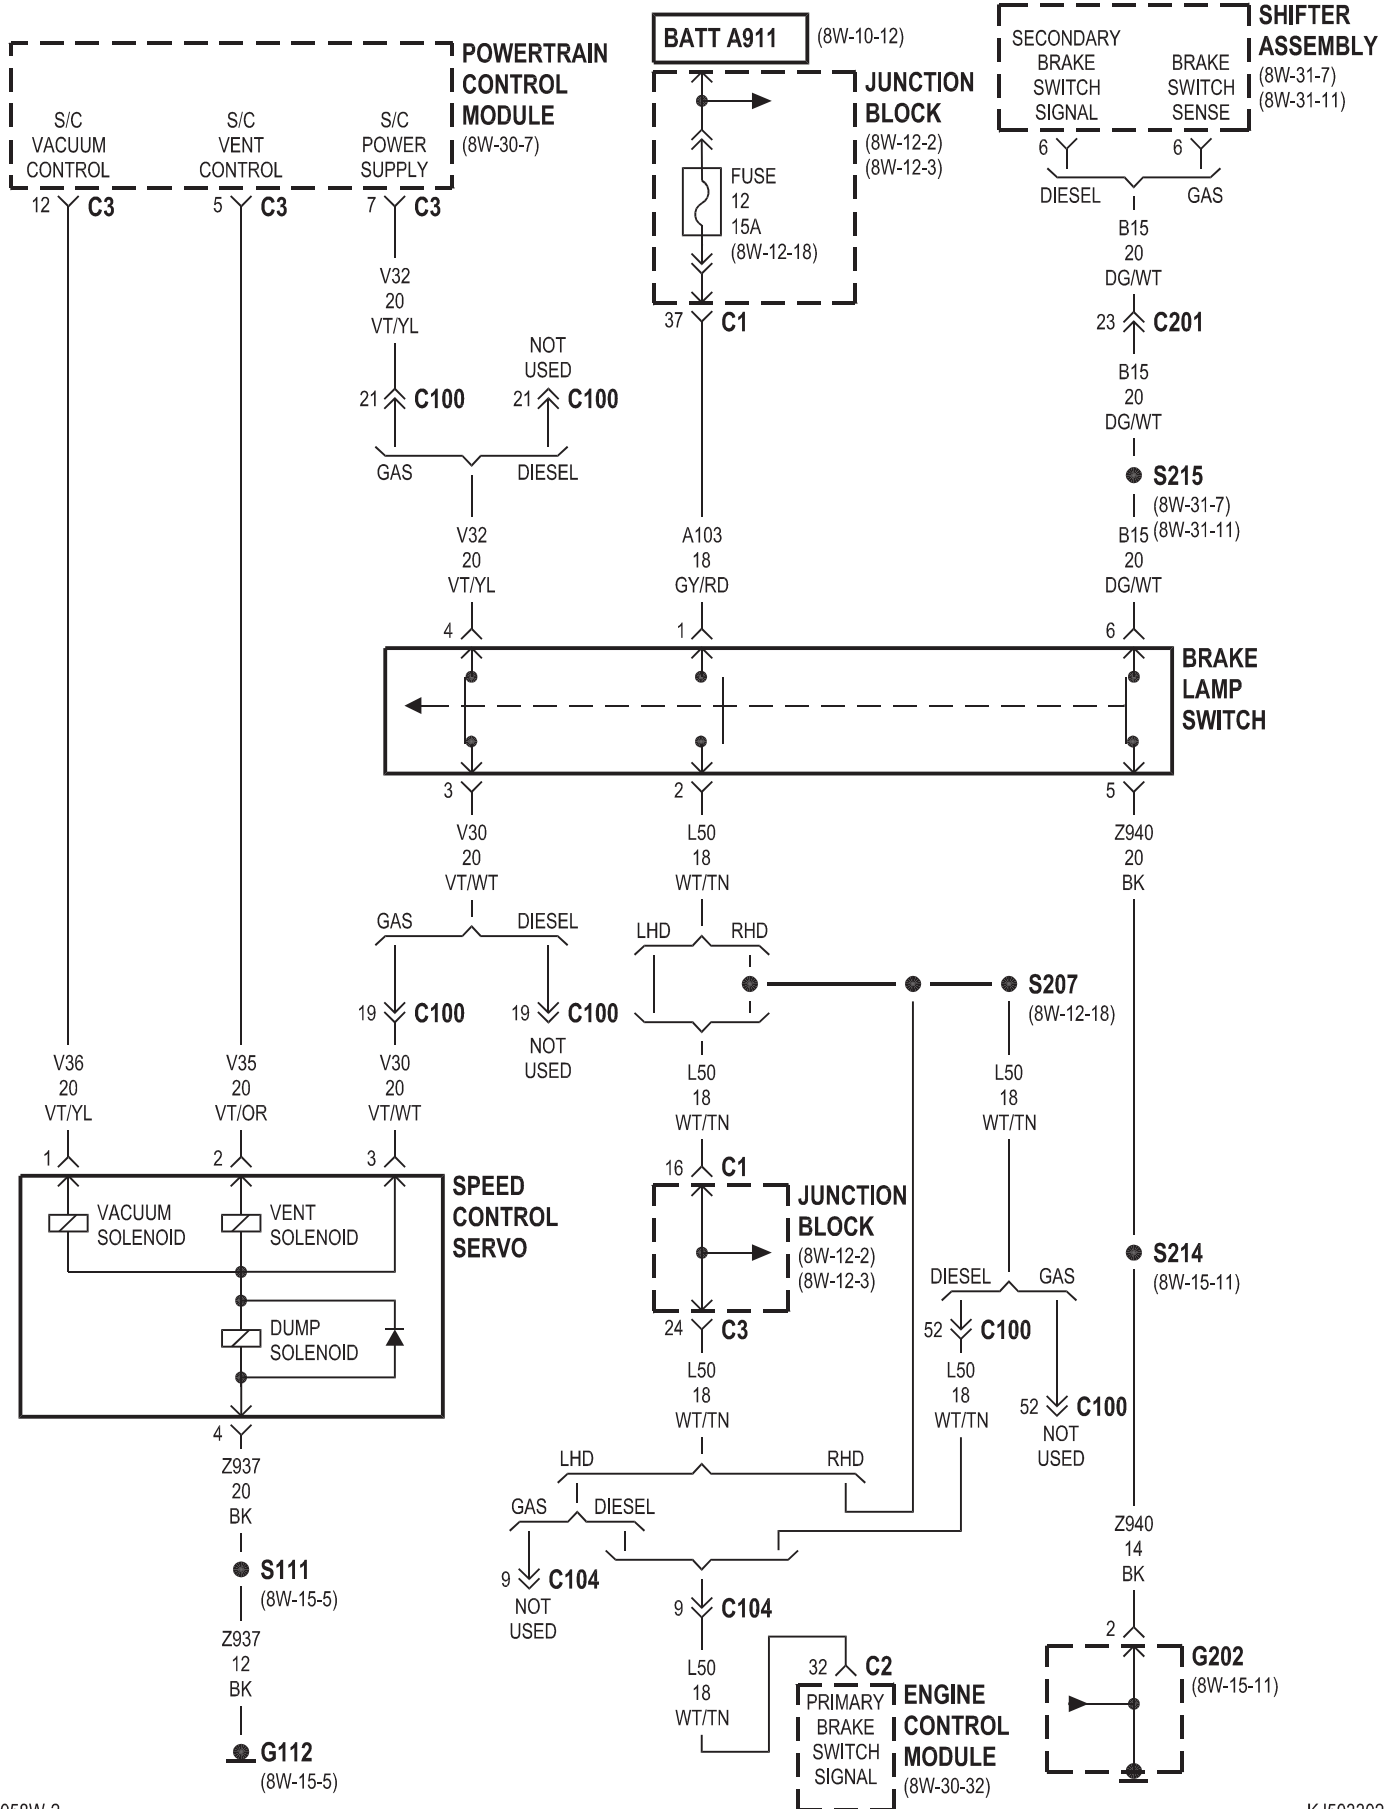 BATT A911
(8W-10-12)
SHIFTER
ASSEMBLY
(8W-31-7)
(8W-31-11)
SECONDARY
BRAKE
SWITCH
SIGNAL
BRAKE
SWITCH
SENSE
POWERTRAIN
CONTROL
MODULE
(8W-30-7)
S/C
VACUUM
CONTROL
S/C
VENT
CONTROL
S/C
POWER
SUPPLY
JUNCTION
BLOCK
(8W-12-2)
(8W-12-3)
FUSE
12
15A
(8W-12-18)
6
6
DIESEL
GAS
12
C3
5
C3
7
C3
B15
20
DG/WT
V32
20
VT/YL
37
C1
23
C201
NOT
USED
21
C100
21
C100
B15
20
DG/WT
GAS
DIESEL
S215
(8W-31-7)
(8W-31-11)
V32
20
VT/YL
A103
18
GY/RD
B15
20
DG/WT
4
1
6
BRAKE
LAMP
SWITCH
3
2
5
V30
20
VT/WT
L50
18
WT/TN
Z940
20
BK
GAS
DIESEL
LHD
RHD
19
C100
19
C100
NOT
USED
S207
(8W-12-18)
V36
20
VT/YL
V35
20
VT/OR
V30
20
VT/WT
L50
18
WT/TN
L50
18
WT/TN
1
2
3
16
C1
SPEED
CONTROL
SERVO
VACUUM
SOLENOID
VENT
SOLENOID
DUMP
SOLENOID
JUNCTION
BLOCK
(8W-12-2)
(8W-12-3)
S214
(8W-15-11)
DIESEL
GAS
24
C3
52
C100
L50
18
WT/TN
L50
18
WT/TN
52
C100
NOT
USED
4
Z937
20
BK
LHD
RHD
GAS
DIESEL
Z940
14
BK
S111
(8W-15-5)
9
C104
NOT
USED
9
C104
Z937
12
BK
2
G202
(8W-15-11)
L50
18
WT/TN
32
C2
PRIMARY
BRAKE
SWITCH
SIGNAL
ENGINE
CONTROL
MODULE
(8W-30-32)
G112
(8W-15-5)